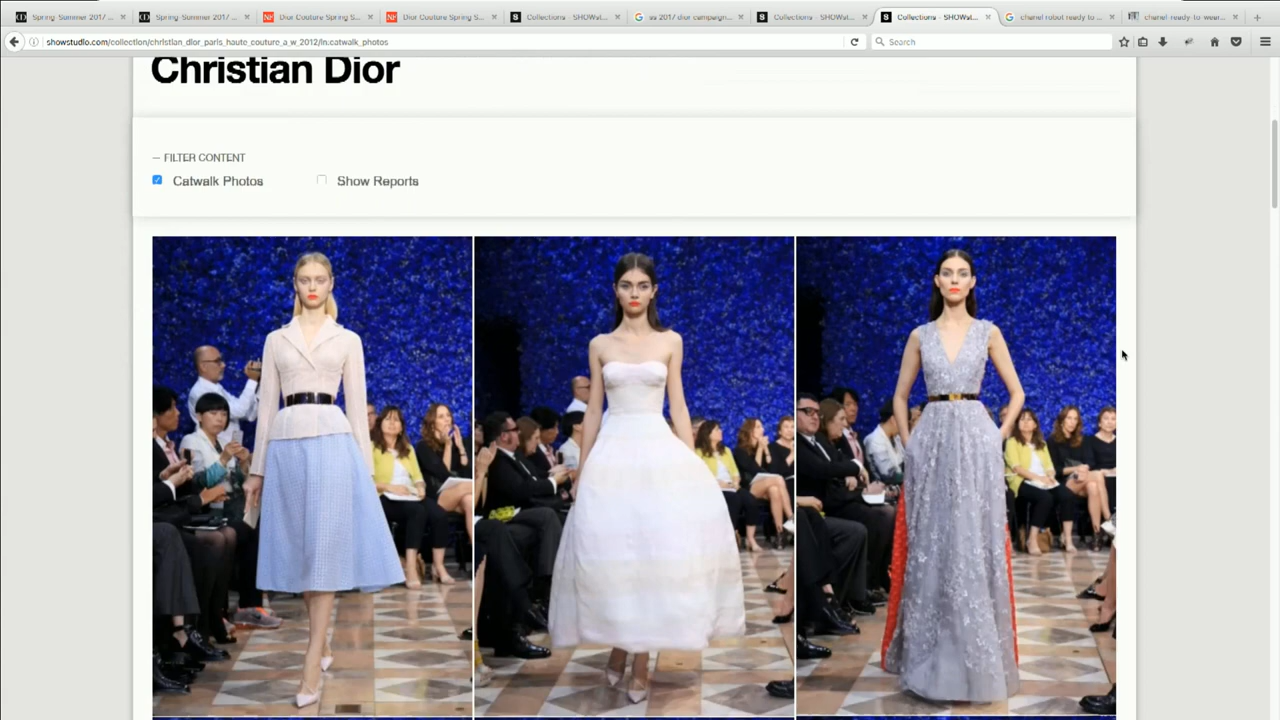 Spring-Summer 2017 ...
Spring-Summer 2017 ...
Dior Couture Spring S...
Dior Couture Spring S...
Collections - SHOWst...
ss 2017 dior campaign...
Collections - SHOWst...
Collections - SHOWst...
chanel robot ready to ...
chanel-ready-to-wear...
showstudio.com/collection/christian_dior_paris_haute_couture_a_w_2012/in:catwalk_photos
Search
Christian Dior
— FILTER CONTENT
Catwalk Photos Show Reports